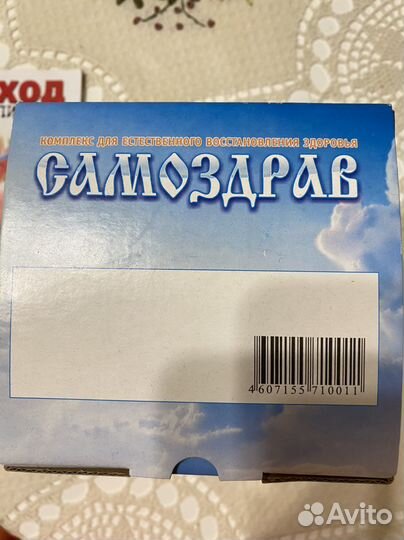 ХОД
КОМПЛЕКС ДЛЯ ЕСТЕСТВЕННОГО ВОССТАНОВЛЕНИЯ ЗДОРОВЬЯ
САМОЗДРАВ
4607155710011
Avito